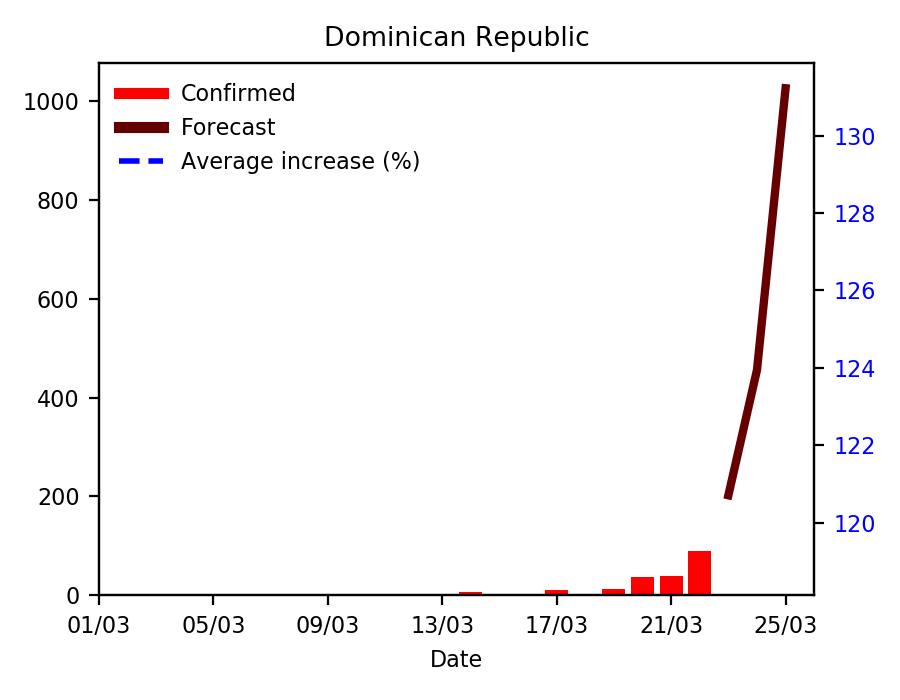 Dominican Republic
Confirmed
Forecast
Average increase (%)
1000
800
600
400
200
0
130
128
126
124
122
120
01/03 05/03 09/03 13/03 17/03 21/03 25/03
Date